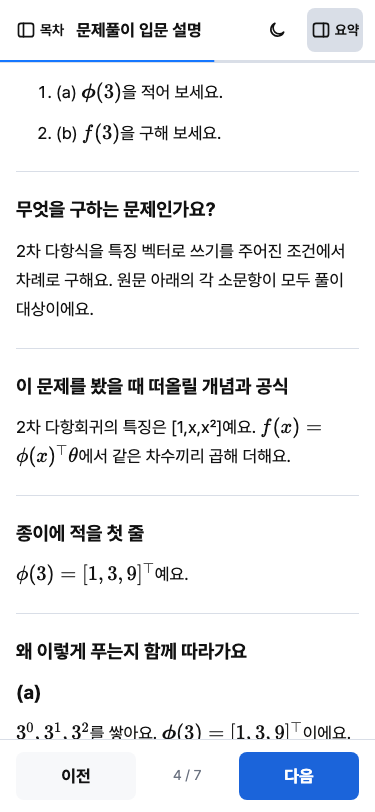 목차 문제풀이 입문 설명 요약
1. (a) ϕ(3)을 적어 보세요.
2. (b) f(3)을 구해 보세요.
무엇을 구하는 문제인가요?
2차 다항식을 특징 벡터로 쓰기를 주어진 조건에서
차례로 구해요. 원문 아래의 각 소문항이 모두 풀이
대상이에요.
이 문제를 봤을 때 떠올릴 개념과 공식
2차 다항회귀의 특징은 [1,x,x²]예요. f(x) =
ϕ(x)⊤θ에서 같은 차수끼리 곱해 더해요.
종이에 적을 첫 줄
ϕ(3) = [1, 3, 9]⊤예요.
왜 이렇게 푸는지 함께 따라가요
(a)
3⁰, 3¹, 3²를 쌓아요. ϕ(3) = [1, 3, 9]⊤이에요.
이전 4 / 7 다음